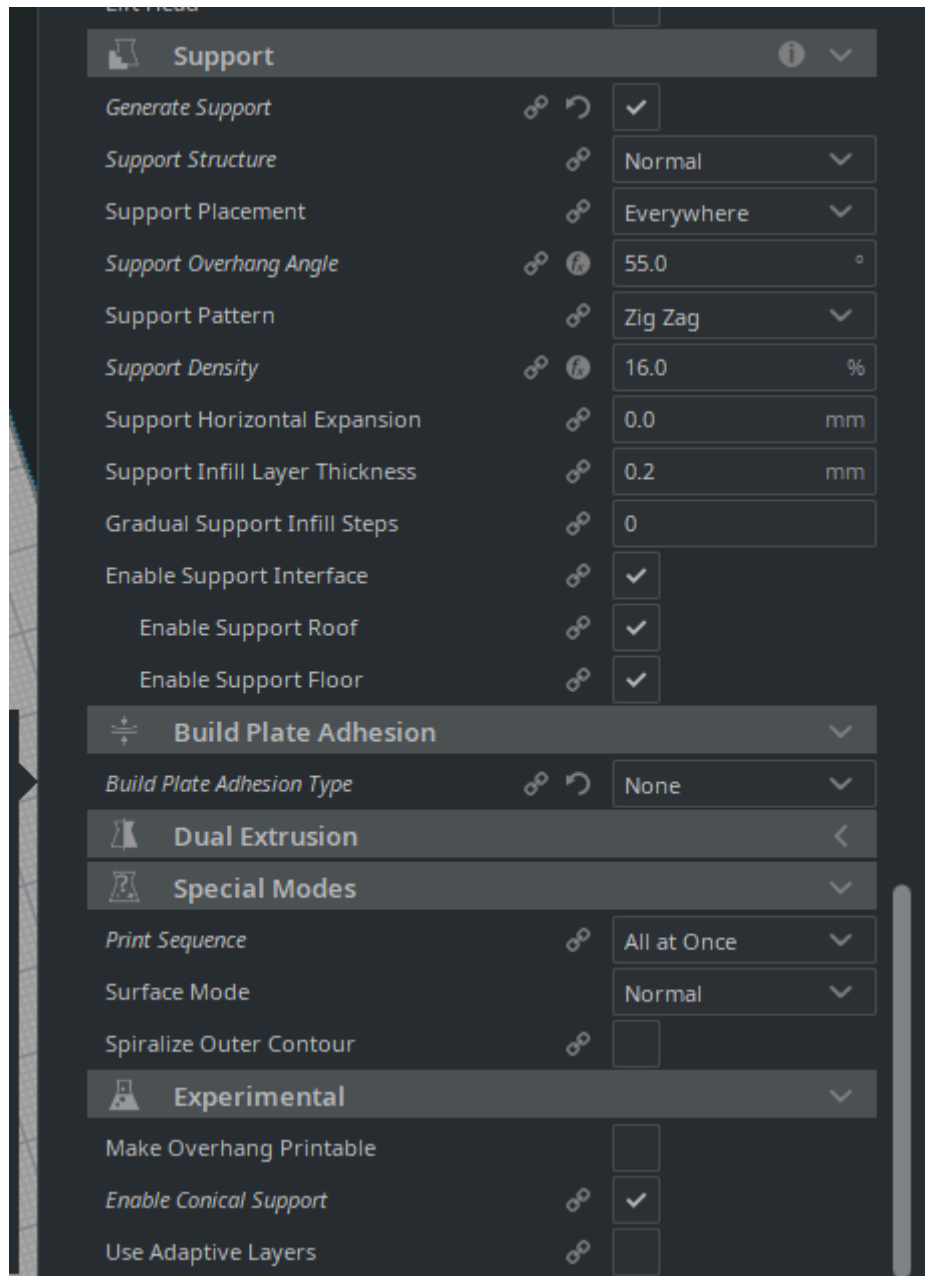 Support
Generate Support
Support Structure Normal
Support Placement Everywhere
Support Overhang Angle 55.0 °
Support Pattern Zig Zag
Support Density 16.0 %
Support Horizontal Expansion 0.0 mm
Support Infill Layer Thickness 0.2 mm
Gradual Support Infill Steps 0
Enable Support Interface
Enable Support Roof
Enable Support Floor
Build Plate Adhesion
Build Plate Adhesion Type None
Dual Extrusion
Special Modes
Print Sequence All at Once
Surface Mode Normal
Spiralize Outer Contour
Experimental
Make Overhang Printable
Enable Conical Support
Use Adaptive Layers